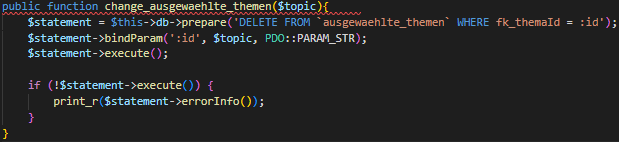 public function change_ausgewaehlte_themen($topic){
    $statement = $this->db->prepare('DELETE FROM `ausgewaehlte_themen` WHERE fk_themaId = :id');
    $statement->bindParam(':id', $topic, PDO::PARAM_STR);
    $statement->execute();

    if (!$statement->execute()) {
        print_r($statement->errorInfo());
    }
}